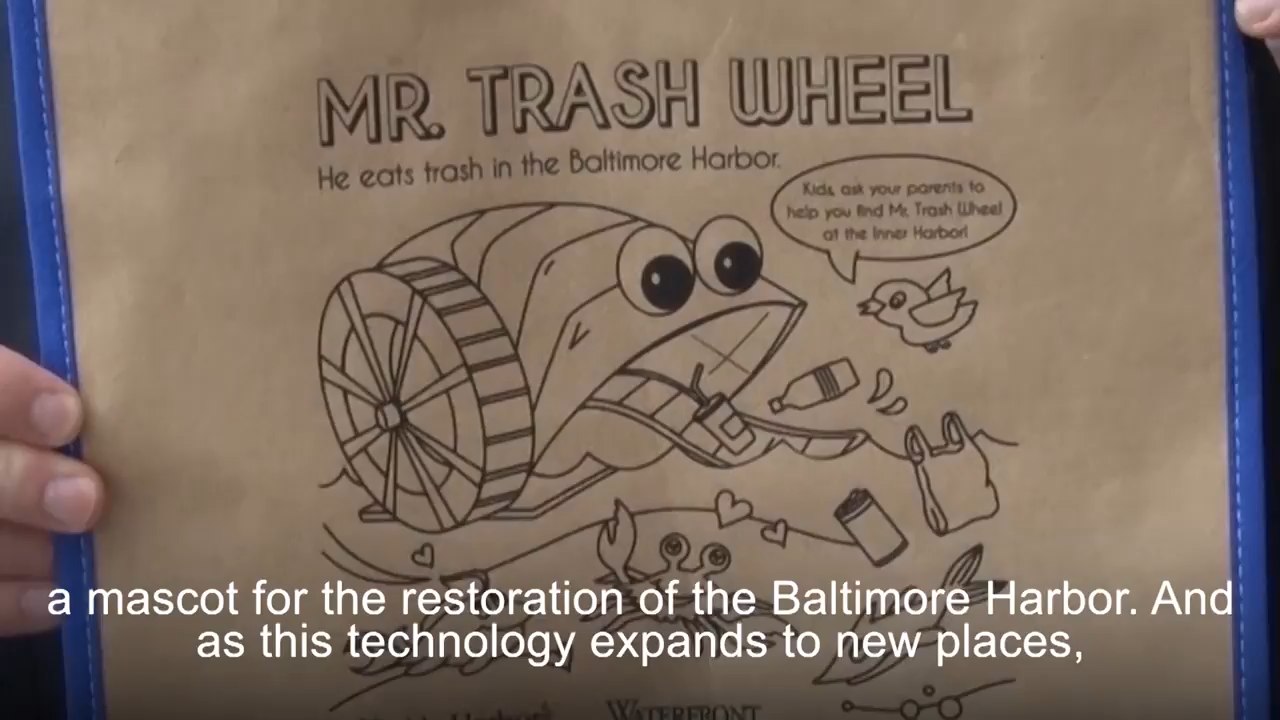 MR. TRASH WHEEL
He eats trash in the Baltimore Harbor.
Kids, ask your parents to
help you find Mr. Trash Wheel
at the Inner Harbor!
a mascot for the restoration of the Baltimore Harbor. And
as this technology expands to new places,
WATERFRONT